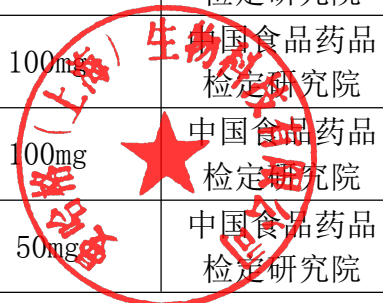 检定研究院
100mg
中国食品药品
检定研究院
100mg
中国食品药品
检定研究院
50mg
中国食品药品
检定研究院
(上海)生物科技有限公司